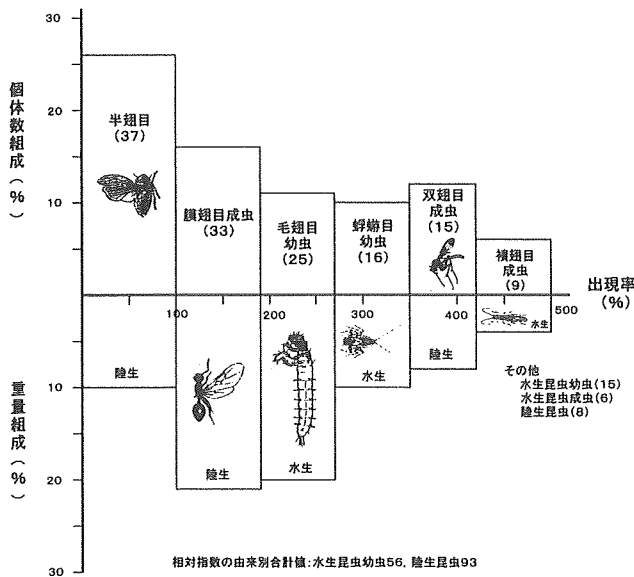 個体数組成(%)
30
20
10
0
10
20
30
重量組成(%)
半翅目
(37)
膜翅目成虫
(33)
毛翅目
幼虫
(25)
蜉蝣目
幼虫
(16)
双翅目
成虫
(15)
襀翅目
成虫
(9)
出現率
(%)
100
200
300
400
500
陸生
陸生
水生
水生
陸生
水生
その他
水生昆虫幼虫(15)
水生昆虫成虫(6)
陸生昆虫(8)
相対指数の由来別合計値:水生昆虫幼虫56, 陸生昆虫93